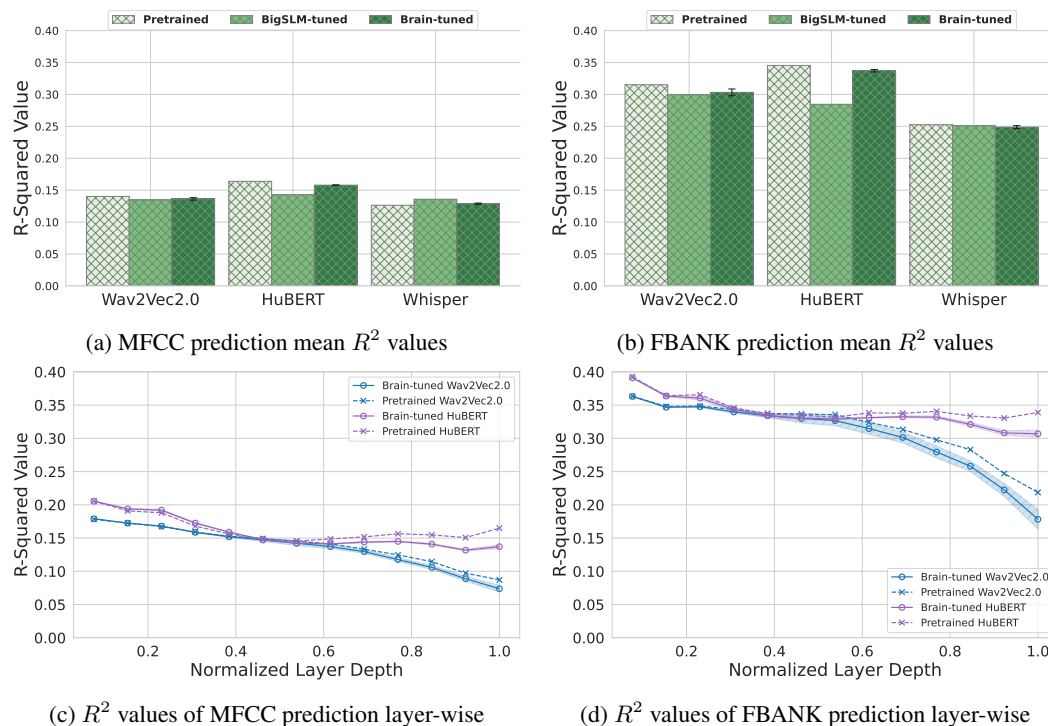 Pretrained BigSLM-tuned Brain-tuned
R-Squared Value
0.40
0.35
0.30
0.25
0.20
0.15
0.10
0.05
0.00
Wav2Vec2.0 HuBERT Whisper
(a) MFCC prediction mean R² values
Pretrained BigSLM-tuned Brain-tuned
R-Squared Value
0.40
0.35
0.30
0.25
0.20
0.15
0.10
0.05
0.00
Wav2Vec2.0 HuBERT Whisper
(b) FBANK prediction mean R² values
R-Squared Value
0.40
0.35
0.30
0.25
0.20
0.15
0.10
0.05
0.00
Brain-tuned Wav2Vec2.0
Pretrained Wav2Vec2.0
Brain-tuned HuBERT
Pretrained HuBERT
0.2 0.4 0.6 0.8 1.0
Normalized Layer Depth
(c) R² values of MFCC prediction layer-wise
R-Squared Value
0.40
0.35
0.30
0.25
0.20
0.15
0.10
0.05
0.00
Brain-tuned Wav2Vec2.0
Pretrained Wav2Vec2.0
Brain-tuned HuBERT
Pretrained HuBERT
0.2 0.4 0.6 0.8 1.0
Normalized Layer Depth
(d) R² values of FBANK prediction layer-wise